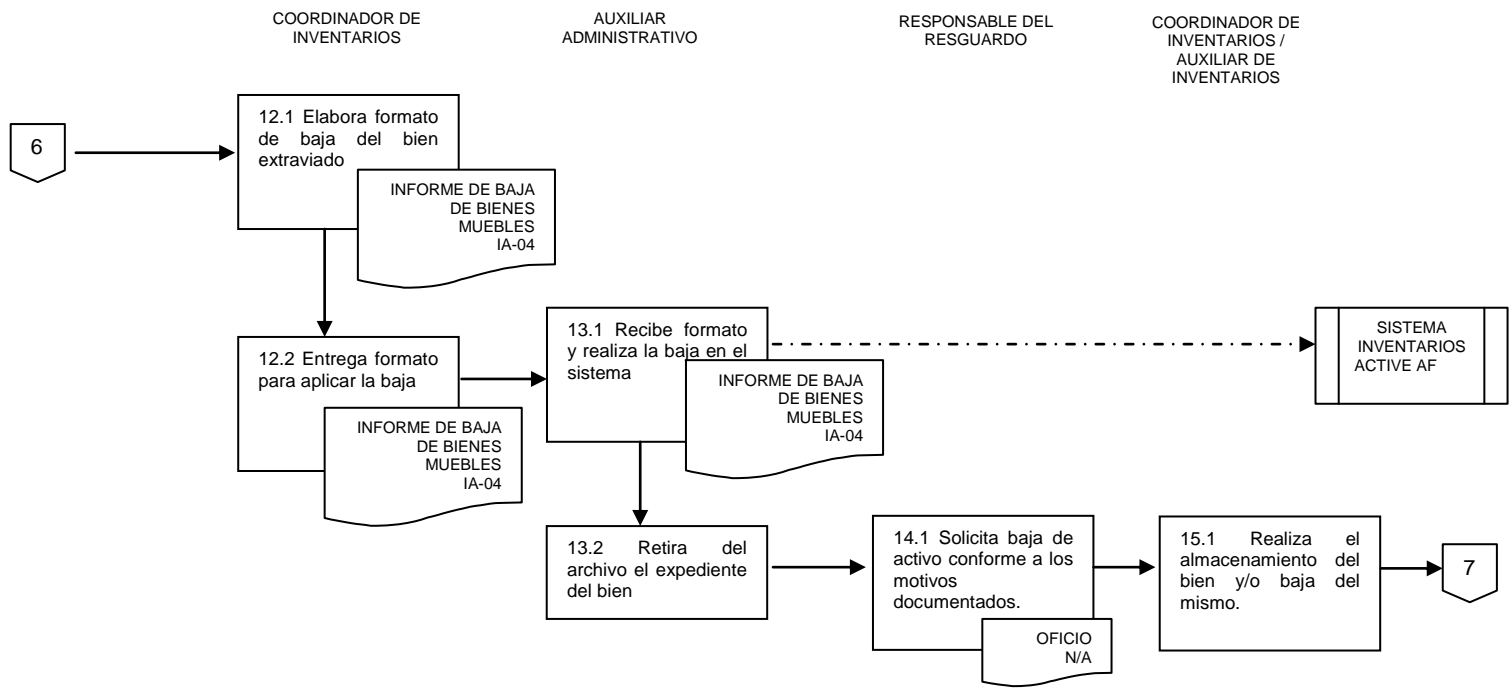 COORDINADOR DE
INVENTARIOS
AUXILIAR
ADMINISTRATIVO
RESPONSABLE DEL
RESGUARDO
COORDINADOR DE
INVENTARIOS /
AUXILIAR DE
INVENTARIOS
6
12.1 Elabora formato
de baja del bien
extraviado
INFORME DE BAJA
DE BIENES
MUEBLES
IA-04
12.2 Entrega formato
para aplicar la baja
INFORME DE BAJA
DE BIENES
MUEBLES
IA-04
13.1 Recibe formato
y realiza la baja en el
sistema
INFORME DE BAJA
DE BIENES
MUEBLES
IA-04
SISTEMA
INVENTARIOS
ACTIVE AF
13.2 Retira del
archivo el expediente
del bien
14.1 Solicita baja de
activo conforme a los
motivos
documentados.
OFICIO
N/A
15.1 Realiza el
almacenamiento del
bien y/o baja del
mismo.
7